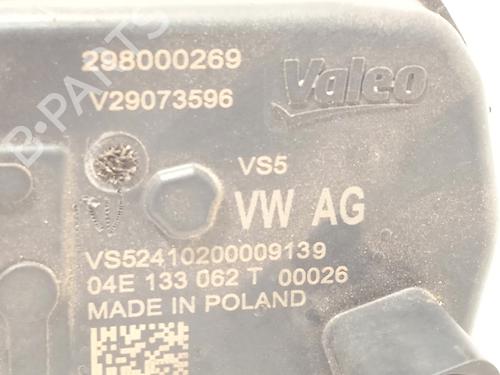 298000269
Valeo
V29073596
VS5
VW AG
VS52410200009139
04E 133 062 T 00026
MADE IN POLAND
B-PARTS